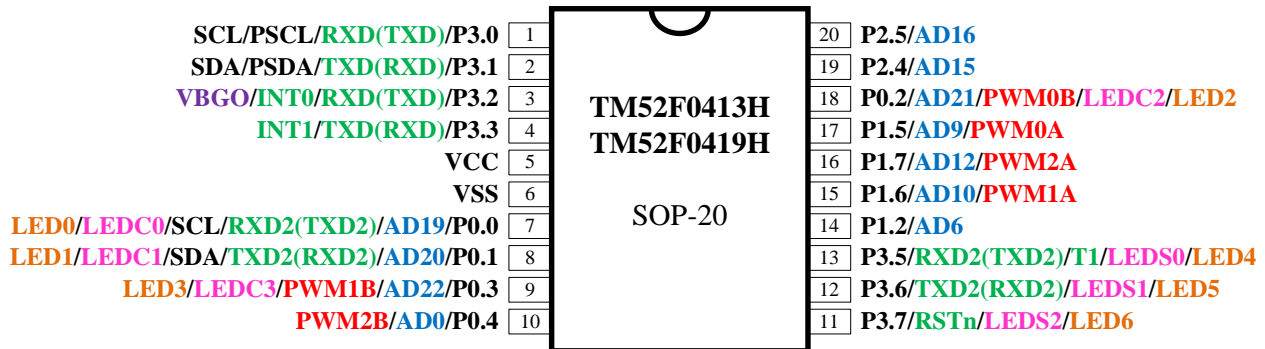 SCL/PSCL/RXD(TXD)/P3.0 1
SDA/PSDA/TXD(RXD)/P3.1 2
VBGO/INT0/RXD(TXD)/P3.2 3
INT1/TXD(RXD)/P3.3 4
VCC 5
VSS 6
LED0/LEDC0/SCL/RXD2(TXD2)/AD19/P0.0 7
LED1/LEDC1/SDA/TXD2(RXD2)/AD20/P0.1 8
LED3/LEDC3/PWM1B/AD22/P0.3 9
PWM2B/AD0/P0.4 10
TM52F0413H
TM52F0419H
SOP-20
20 P2.5/AD16
19 P2.4/AD15
18 P0.2/AD21/PWM0B/LEDC2/LED2
17 P1.5/AD9/PWM0A
16 P1.7/AD12/PWM2A
15 P1.6/AD10/PWM1A
14 P1.2/AD6
13 P3.5/RXD2(TXD2)/T1/LEDS0/LED4
12 P3.6/TXD2(RXD2)/LEDS1/LED5
11 P3.7/RSTn/LEDS2/LED6